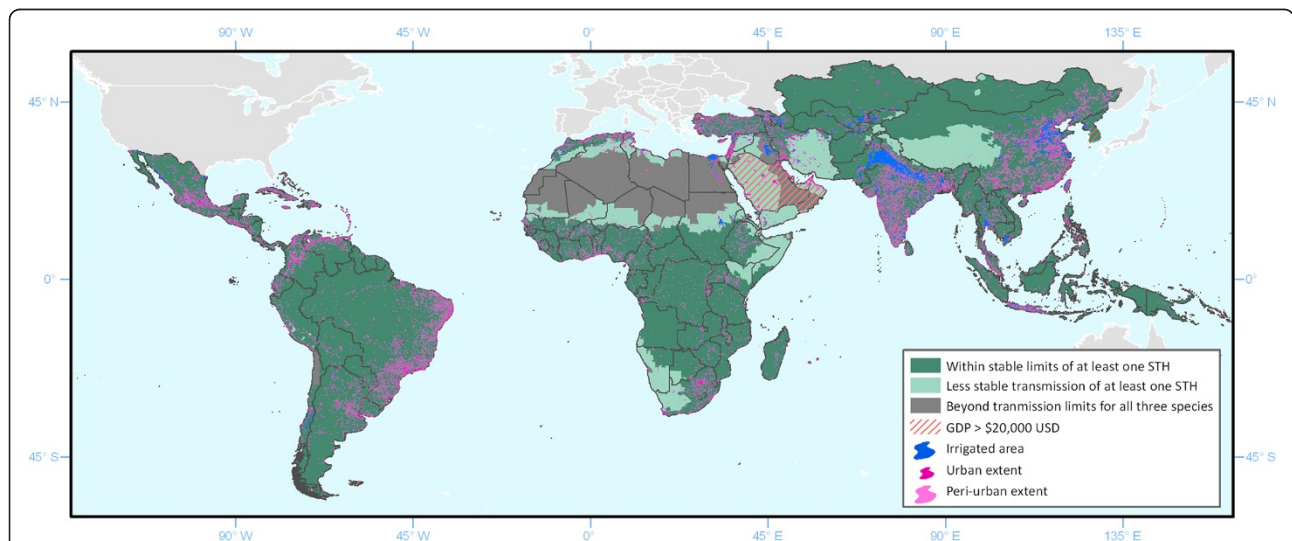 90° W 45° W 0° 45° E 90° E 135° E
45° N 45° N
0° 0°
Within stable limits of at least one STH
Less stable transmission of at least one STH
Beyond tranmission limits for all three species
GDP > $20,000 USD
Irrigated area
Urban extent
Peri-urban extent
45° S 45° S
90° W 45° W 0° 45° E 90° E 135° E